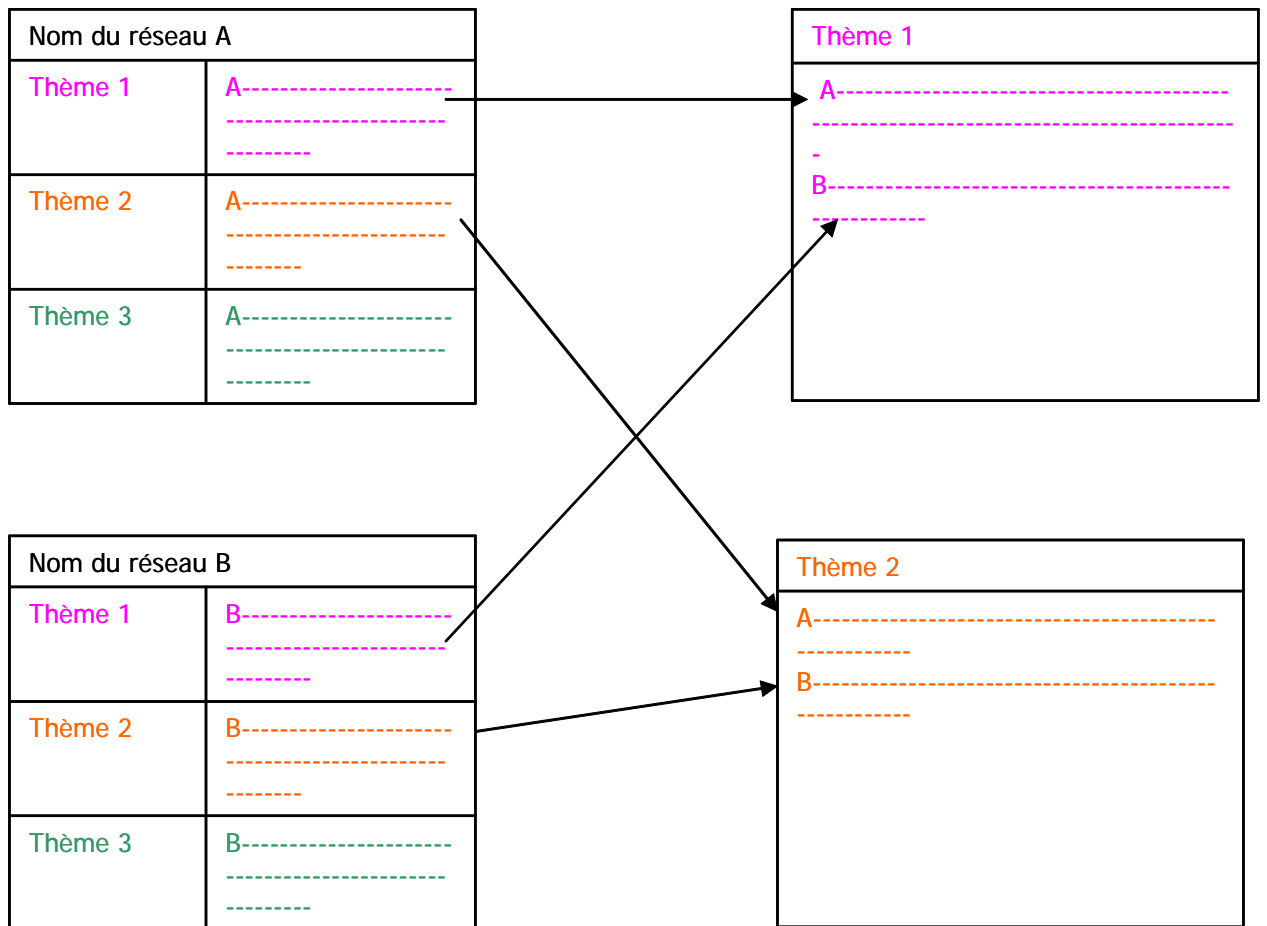 Nom du réseau A
Thème 1 A----------------------
-----------------------
---------
Thème 2 A----------------------
-----------------------
--------
Thème 3 A----------------------
-----------------------
---------
Thème 1
A-----------------------------------------
--------------------------------------------
-
B------------------------------------------
------------
Nom du réseau B
Thème 1 B----------------------
-----------------------
---------
Thème 2 B----------------------
-----------------------
--------
Thème 3 B----------------------
-----------------------
---------
Thème 2
A------------------------------------------
------------
B------------------------------------------
------------